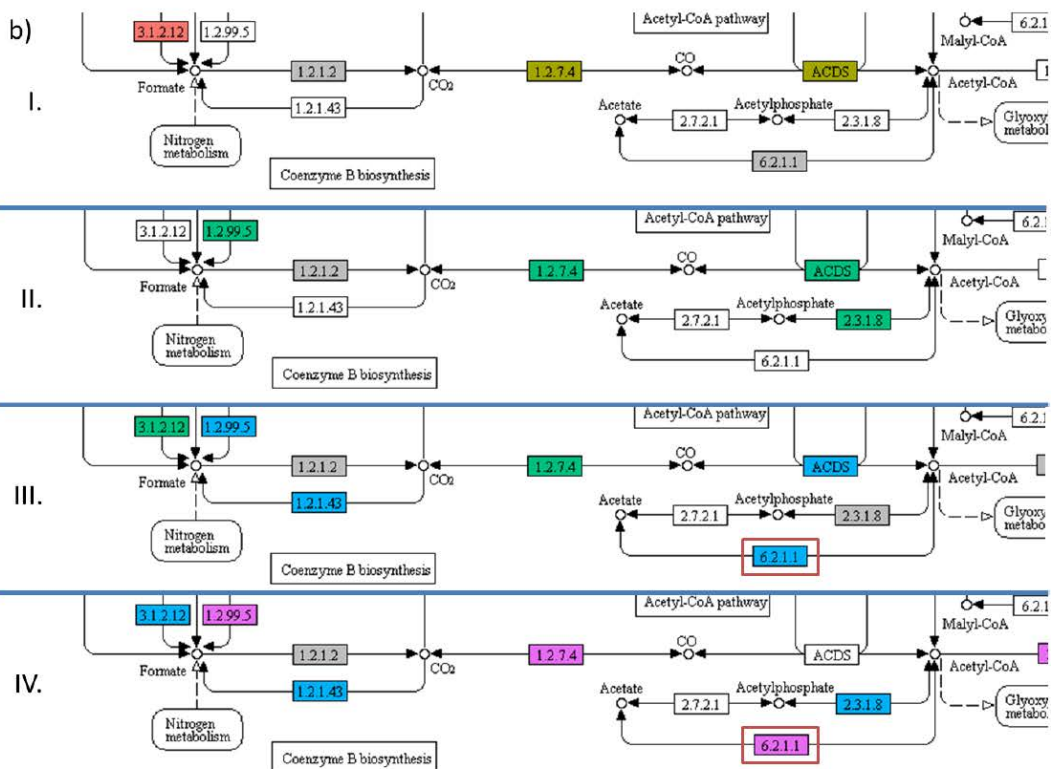 b)
I.
3.1.2.12 1.2.99.5
Acetyl-CoA pathway
6.2.1
Malyl-CoA
Formate
1.2.1.2
CO2
1.2.7.4
CO
ACDS
Acetyl-CoA
1
1.2.1.43
Nitrogen
metabolism
Acetate
2.7.2.1
Acetylphosphate
2.3.1.8
6.2.1.1
Glyoxy
metabol
Coenzyme B biosynthesis
II.
3.1.2.12 1.2.99.5
Acetyl-CoA pathway
6.2.1
Malyl-CoA
Formate
1.2.1.2
CO2
1.2.7.4
CO
ACDS
Acetyl-CoA
1.2.1.43
Nitrogen
metabolism
Acetate
2.7.2.1
Acetylphosphate
2.3.1.8
6.2.1.1
Glyoxy
metabo
Coenzyme B biosynthesis
III.
3.1.2.12 1.2.99.5
Acetyl-CoA pathway
6.2.1
Malyl-CoA
Formate
1.2.1.2
CO2
1.2.7.4
CO
ACDS
Acetyl-CoA
1.2.1.43
Nitrogen
metabolism
Acetate
2.7.2.1
Acetylphosphate
2.3.1.8
6.2.1.1
Glyoxy
metabo
Coenzyme B biosynthesis
IV.
3.1.2.12 1.2.99.5
Acetyl-CoA pathway
6.2.1
Malyl-CoA
Formate
1.2.1.2
CO2
1.2.7.4
CO
ACDS
Acetyl-CoA
1.2.1.43
Nitrogen
metabolism
Acetate
2.7.2.1
Acetylphosphate
2.3.1.8
6.2.1.1
Glyoxy
metabo
Coenzyme B biosynthesis